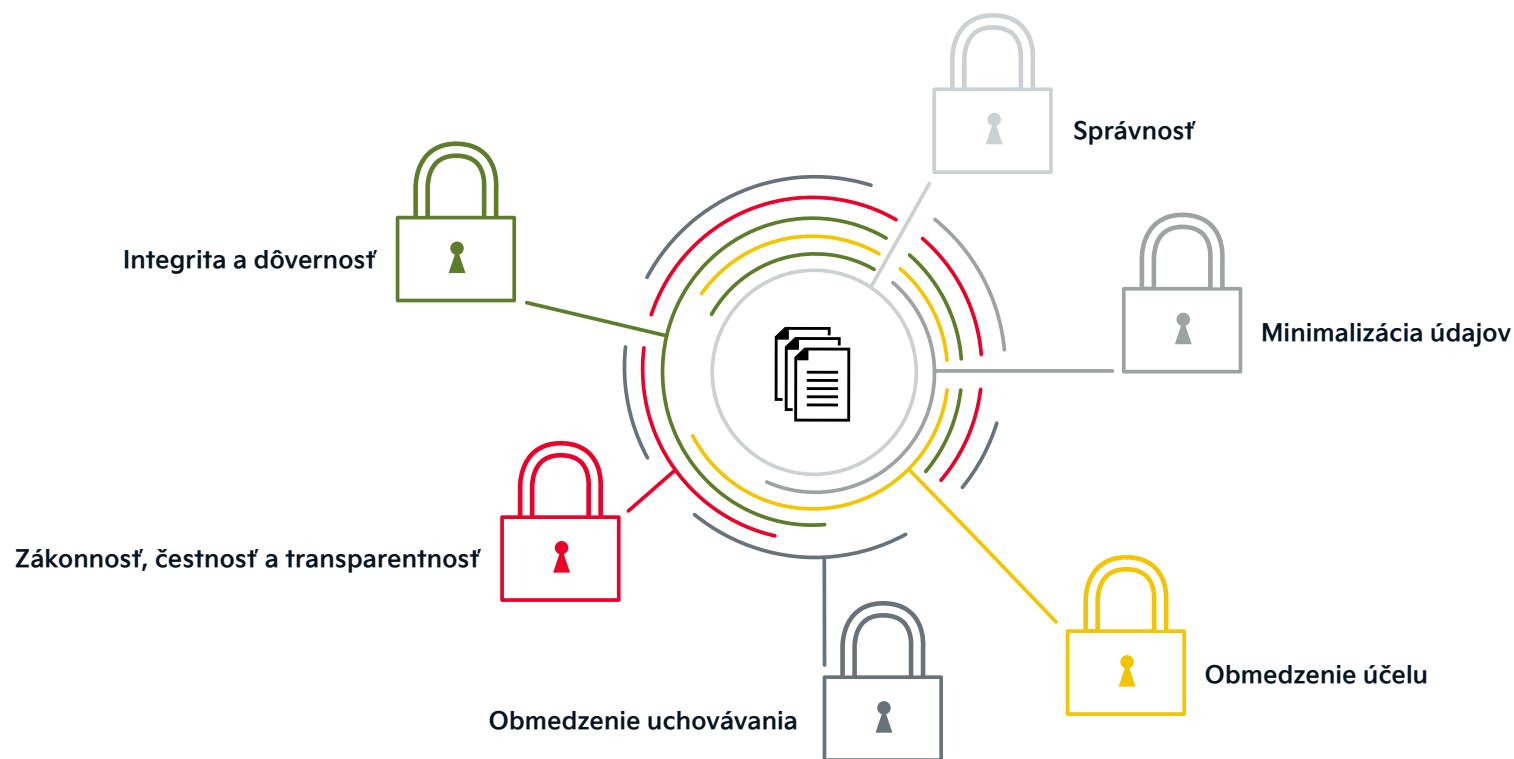 Správnosť
Integrita a dôvernosť
Minimalizácia údajov
Zákonnosť, čestnosť a transparentnosť
Obmedzenie účelu
Obmedzenie uchovávania